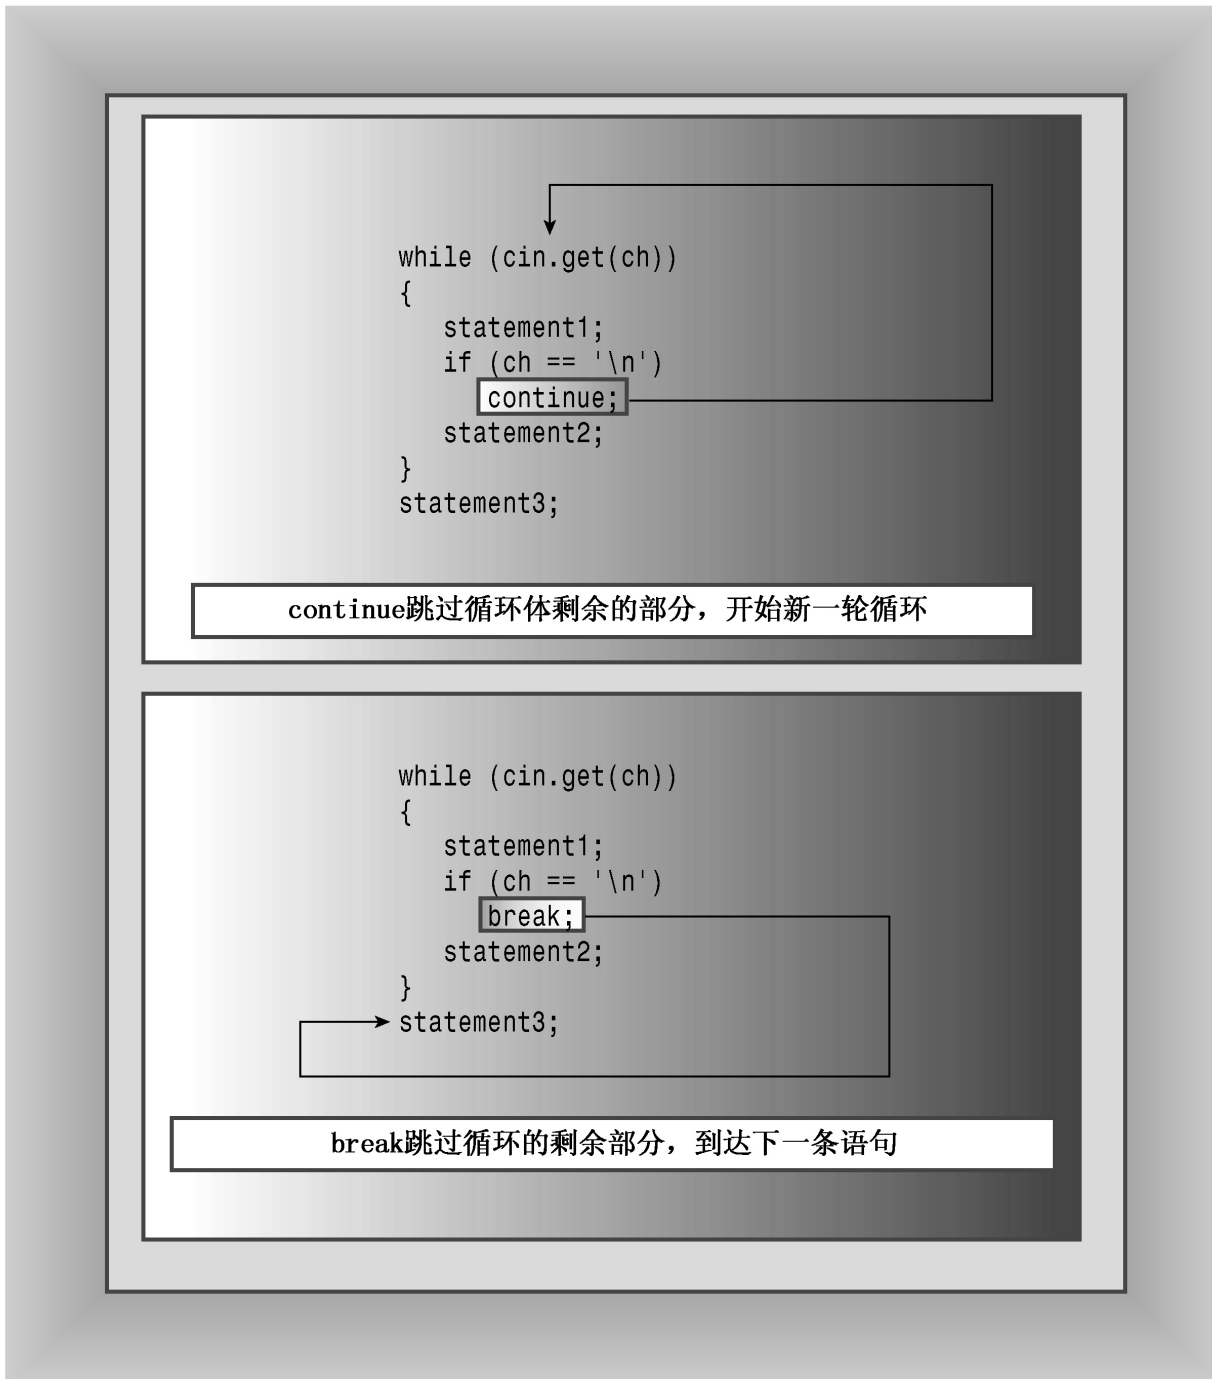 while (cin.get(ch))
{
statement1;
if (ch == '\n')
continue;
statement2;
}
statement3;
continue跳过循环体剩余的部分，开始新一轮循环
while (cin.get(ch))
{
statement1;
if (ch == '\n')
break;
statement2;
}
statement3;
break跳过循环的剩余部分，到达下一条语句